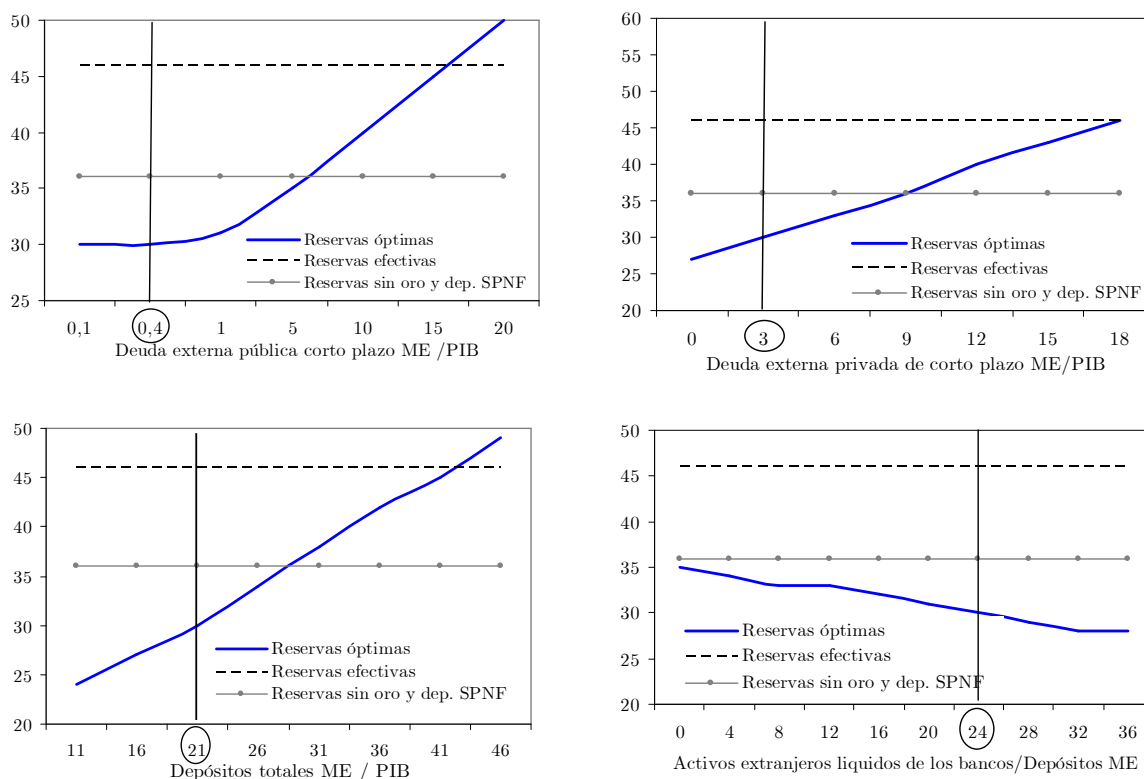 50
45
40
35
30
25
Reservas óptimas
Reservas efectivas
Reservas sin oro y dep. SPNF
0,1 0,4 1 5 10 15 20
Deuda externa pública corto plazo ME /PIB
60
55
50
45
40
35
30
25
20
Reservas óptimas
Reservas efectivas
Reservas sin oro y dep. SPNF
0 3 6 9 12 15 18
Deuda externa privada de corto plazo ME/PIB
50
45
40
35
30
25
20
Reservas óptimas
Reservas efectivas
Reservas sin oro y dep. SPNF
11 16 21 26 31 36 41 46
Depósitos totales ME / PIB
50
45
40
35
30
25
20
Reservas óptimas
Reservas efectivas
Reservas sin oro y dep. SPNF
0 4 8 12 16 20 24 28 32 36
Activos extranjeros liquidos de los bancos/Depósitos ME